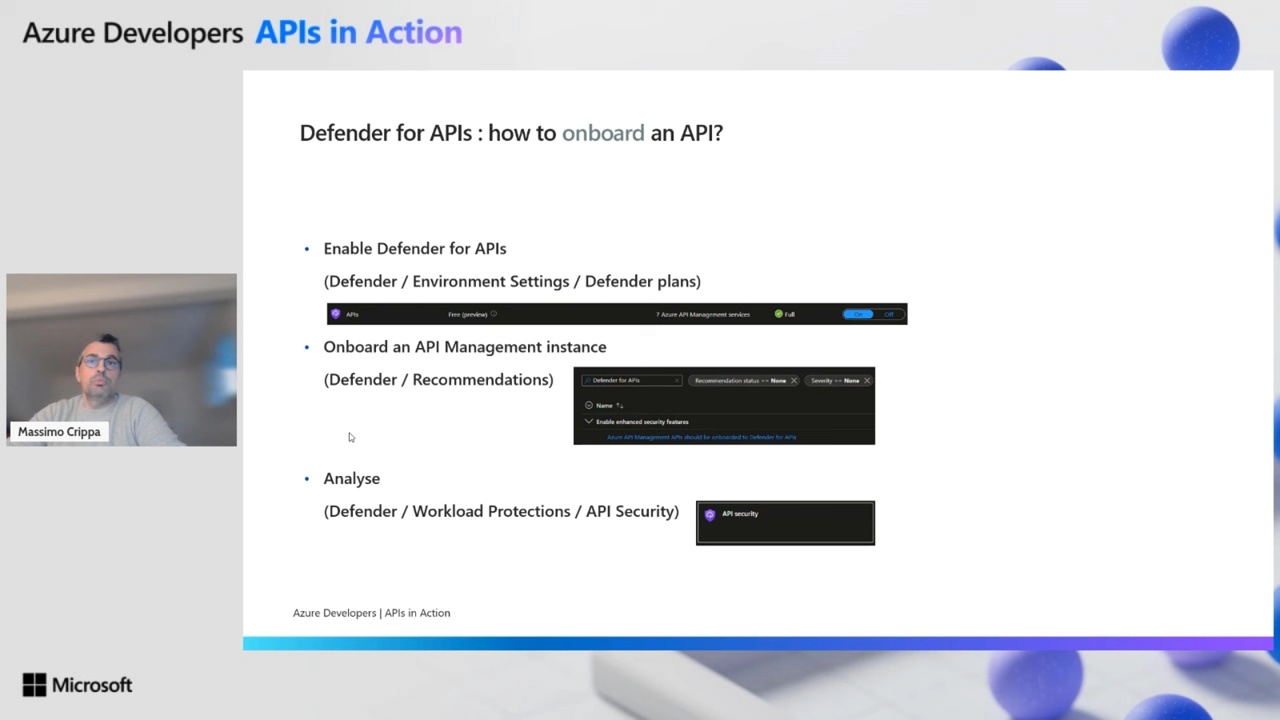 Azure Developers APIs in Action
Defender for APIs : how to onboard an API?
• Enable Defender for APIs
(Defender / Environment Settings / Defender plans)
APIs Free (preview) 7 Azure API Management services Full On Off
• Onboard an API Management instance
(Defender / Recommendations)
Defender for APIs Recommendation status == None Severity == None
Name
Enable enhanced security features
Azure API Management APIs should be onboarded to Defender for APIs
Massimo Crippa
• Analyse
(Defender / Workload Protections / API Security)
API security
Azure Developers | APIs in Action
Microsoft